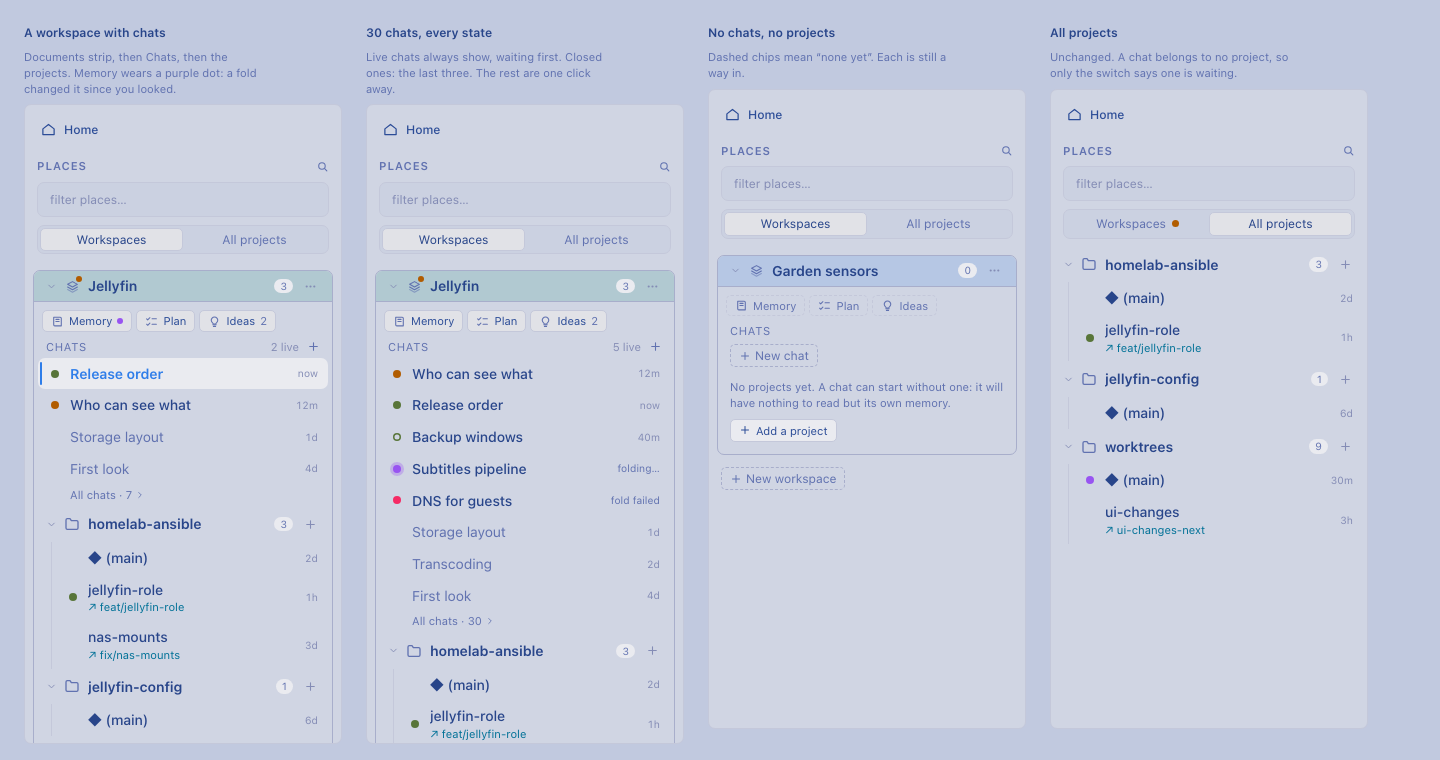 A workspace with chats
Documents strip, then Chats, then the
projects. Memory wears a purple dot: a fold
changed it since you looked.
Home
PLACES
filter places...
Workspaces
All projects
Jellyfin
3
Memory
Plan
Ideas 2
CHATS
2 live
Release order
now
Who can see what
12m
Storage layout
1d
First look
4d
All chats · 7
homelab-ansible
3
(main)
2d
jellyfin-role
1h
feat/jellyfin-role
nas-mounts
3d
fix/nas-mounts
jellyfin-config
1
(main)
6d
30 chats, every state
Live chats always show, waiting first. Closed
ones: the last three. The rest are one click
away.
Home
PLACES
filter places...
Workspaces
All projects
Jellyfin
3
Memory
Plan
Ideas 2
CHATS
5 live
Who can see what
12m
Release order
now
Backup windows
40m
Subtitles pipeline
folding...
DNS for guests
fold failed
Storage layout
1d
Transcoding
2d
First look
4d
All chats · 30
homelab-ansible
3
(main)
2d
jellyfin-role
1h
feat/jellyfin-role
No chats, no projects
Dashed chips mean “none yet”. Each is still a
way in.
Home
PLACES
filter places...
Workspaces
All projects
Garden sensors
0
Memory
Plan
Ideas
CHATS
New chat
No projects yet. A chat can start without one: it will
have nothing to read but its own memory.
Add a project
New workspace
All projects
Unchanged. A chat belongs to no project, so
only the switch says one is waiting.
Home
PLACES
filter places...
Workspaces
All projects
homelab-ansible
3
(main)
2d
jellyfin-role
1h
feat/jellyfin-role
jellyfin-config
1
(main)
6d
worktrees
9
(main)
30m
ui-changes
3h
ui-changes-next